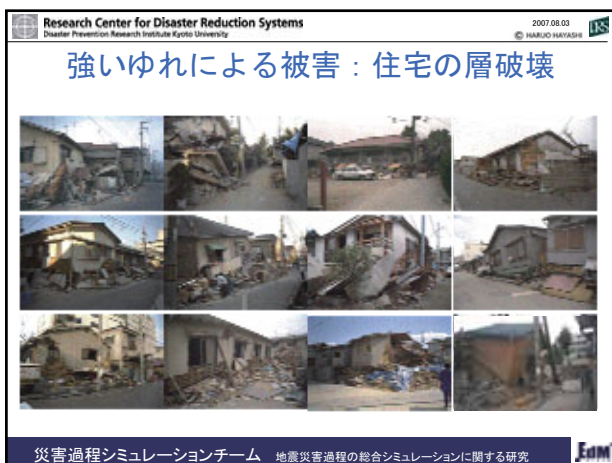 Research Center for Disaster Reduction Systems
Disaster Prevention Research Institute Kyoto University
2007.08.03
© HARUO HAYASHI
強いゆれによる被害：住宅の層破壊
災害過程シミュレーションチーム 地震災害過程の総合シミュレーションに関する研究
EdM